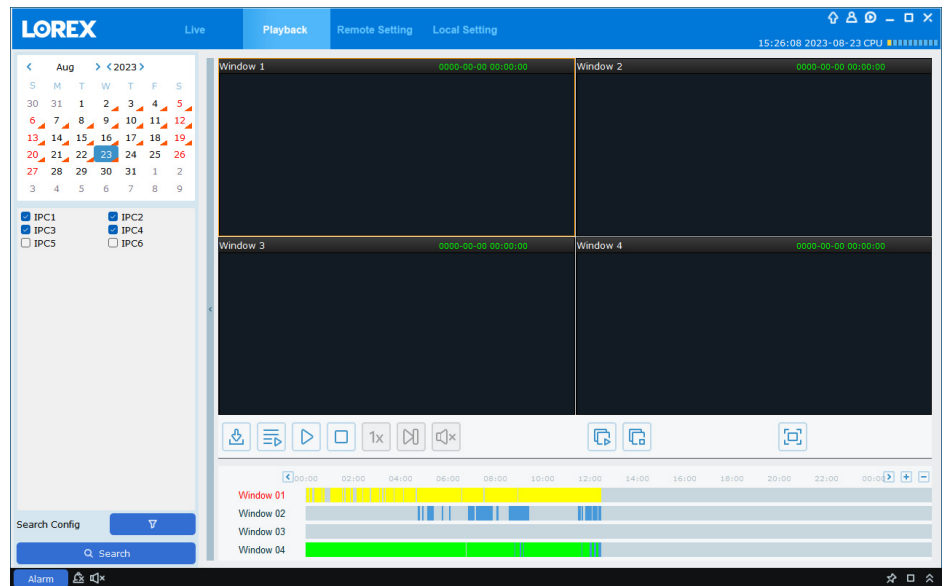 LOREX
Live Playback Remote Setting Local Setting
15:26:08 2023-08-23 CPU
Aug 2023
S M T W T F S
30 31 1 2 3 4 5
6 7 8 9 10 11 12
13 14 15 16 17 18 19
20 21 22 23 24 25 26
27 28 29 30 31 1 2
3 4 5 6 7 8 9
IPC1 IPC2
IPC3 IPC4
IPC5 IPC6
Search Config
Search
Window 1 0000-00-00 00:00:00
Window 2 0000-00-00 00:00:00
Window 3 0000-00-00 00:00:00
Window 4 0000-00-00 00:00:00
1x
00:00 02:00 04:00 06:00 08:00 10:00 12:00 14:00 16:00 18:00 20:00 22:00 00:00
Window 01
Window 02
Window 03
Window 04
Alarm